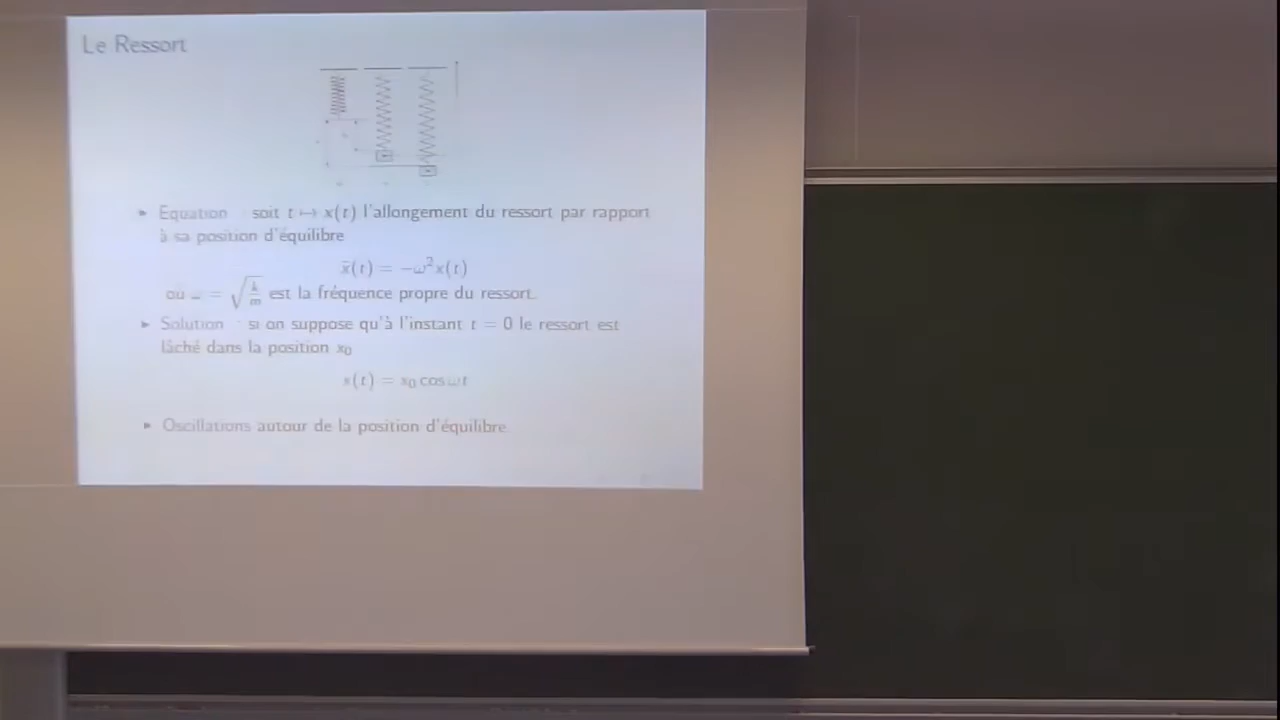 Le Ressort
Equation : soit t ↦ x(t) l'allongement du ressort par rapport
à sa position d'équilibre
ẍ(t) = −ω²x(t)
où ω = √(k/m) est la fréquence propre du ressort.
Solution : si on suppose qu'à l'instant t = 0 le ressort est
lâché dans la position x₀
x(t) = x₀ cos ωt
Oscillations autour de la position d'équilibre.